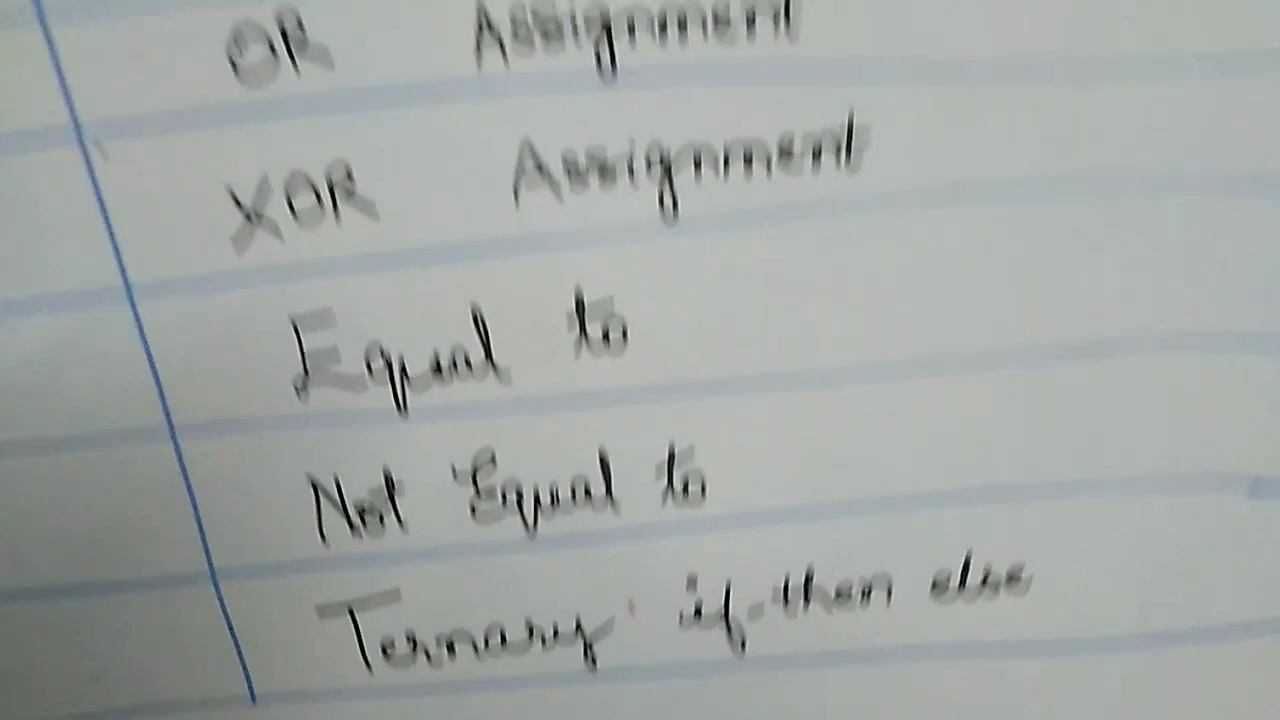 OR Assignment
XOR Assignment
Equal to
Not Equal to
Ternary if-then else